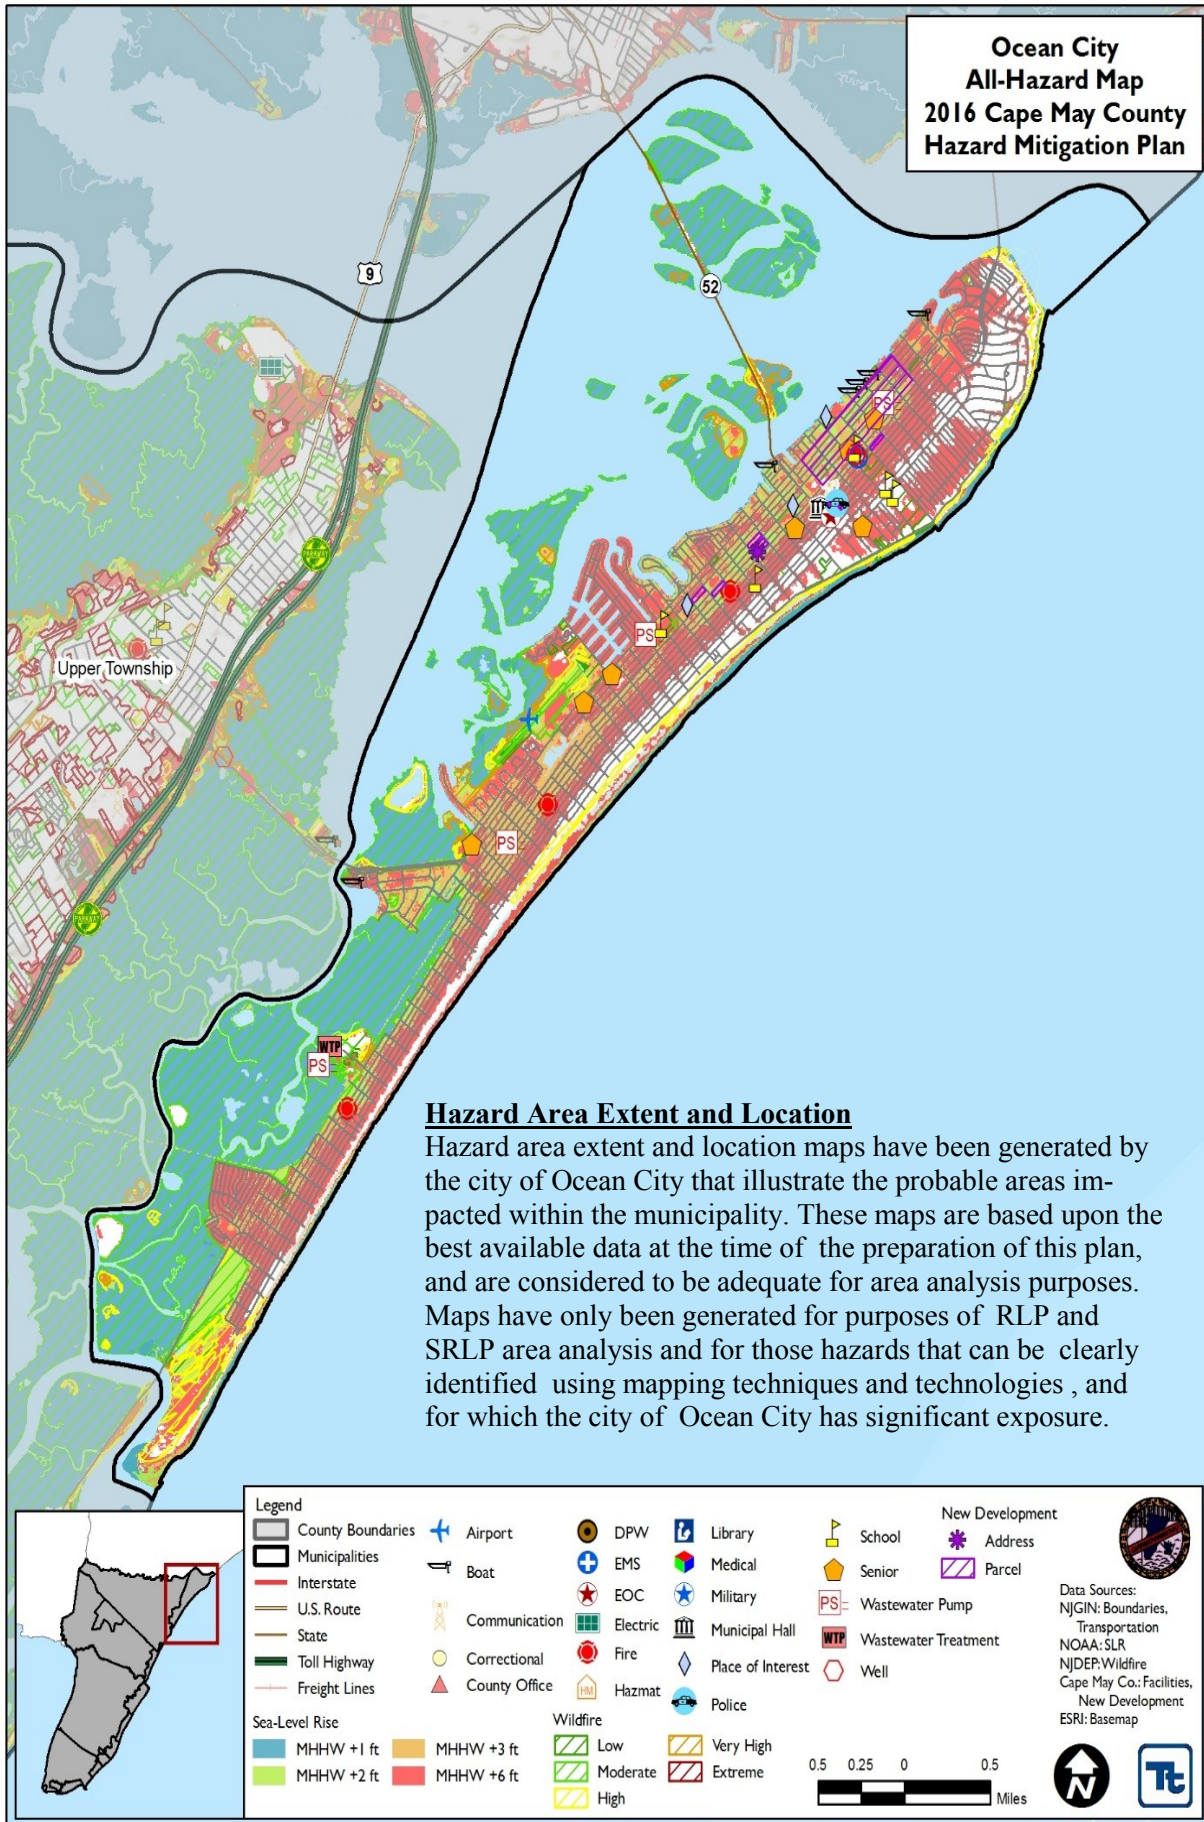 Ocean City
All-Hazard Map
2016 Cape May County
Hazard Mitigation Plan
9
52
PS
PARKWAY
Upper Township
PS
PS
PARKWAY
WTP
PS
Hazard Area Extent and Location
Hazard area extent and location maps have been generated by
the city of Ocean City that illustrate the probable areas im-
pacted within the municipality. These maps are based upon the
best available data at the time of the preparation of this plan,
and are considered to be adequate for area analysis purposes.
Maps have only been generated for purposes of RLP and
SRLP area analysis and for those hazards that can be clearly
identified using mapping techniques and technologies , and
for which the city of Ocean City has significant exposure.
Legend
County Boundaries
Municipalities
Interstate
U.S. Route
State
Toll Highway
Freight Lines
Airport
Boat
Communication
Correctional
County Office
DPW
EMS
EOC
Electric
Fire
HM Hazmat
Library
Medical
Military
Municipal Hall
Place of Interest
Police
School
Senior
PS Wastewater Pump
WTP Wastewater Treatment
Well
New Development
Address
Parcel
Sea-Level Rise
MHHW +1 ft
MHHW +2 ft
MHHW +3 ft
MHHW +6 ft
Wildfire
Low
Moderate
High
Very High
Extreme
Data Sources:
NJGIN: Boundaries,
Transportation
NOAA: SLR
NJDEP: Wildfire
Cape May Co.: Facilities,
New Development
ESRI: Basemap
0.5 0.25 0 0.5
Miles
N
Tt